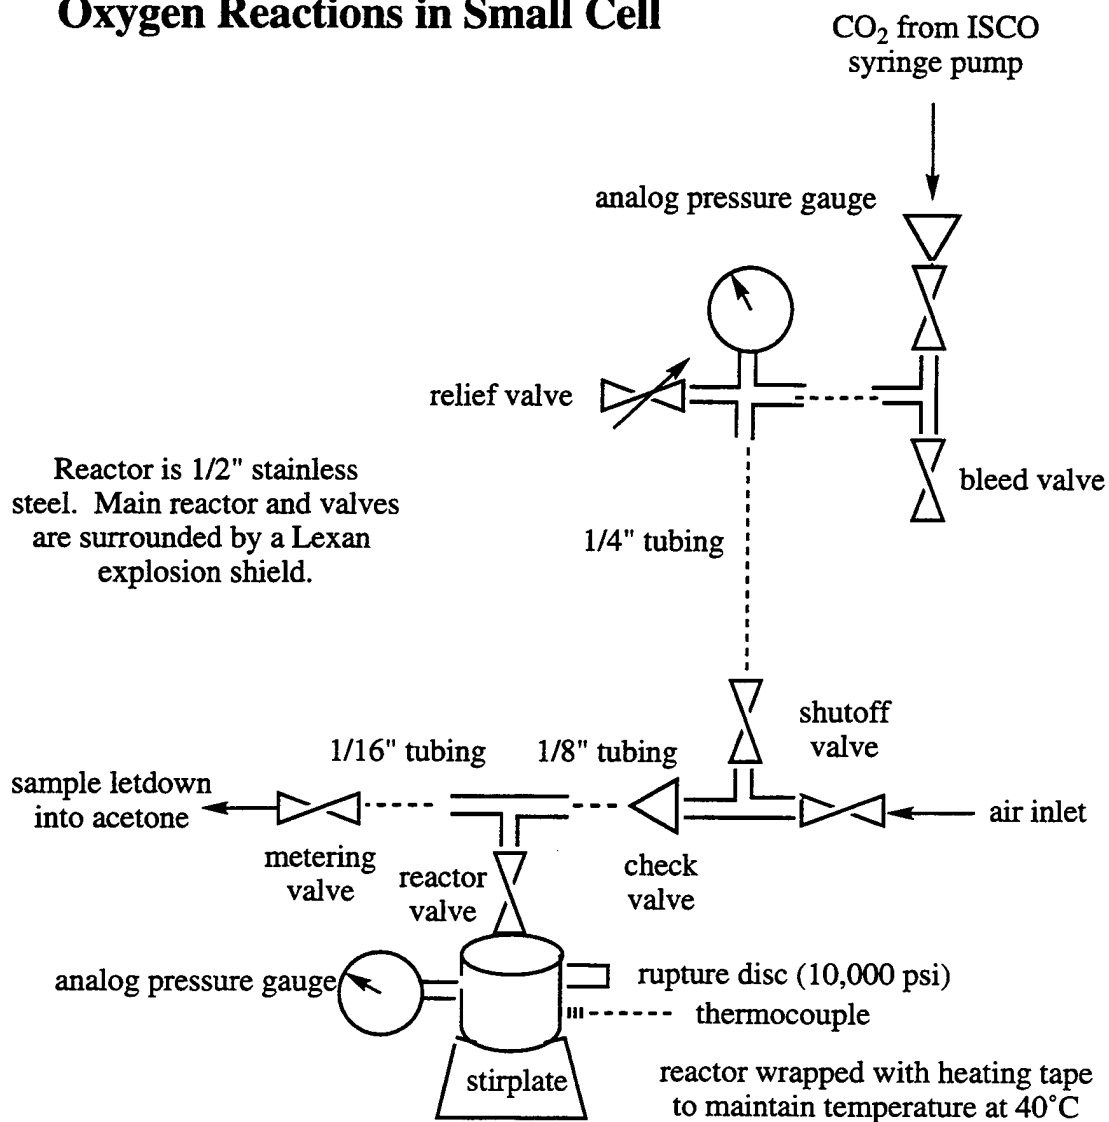 Oxygen Reactions in Small Cell
CO₂ from ISCO
syringe pump
analog pressure gauge
relief valve
bleed valve
Reactor is 1/2" stainless
steel. Main reactor and valves
are surrounded by a Lexan
explosion shield.
1/4" tubing
shutoff
valve
1/16" tubing
1/8" tubing
sample letdown
into acetone
air inlet
metering
valve
reactor
valve
check
valve
analog pressure gauge
rupture disc (10,000 psi)
thermocouple
stirplate
reactor wrapped with heating tape
to maintain temperature at 40°C